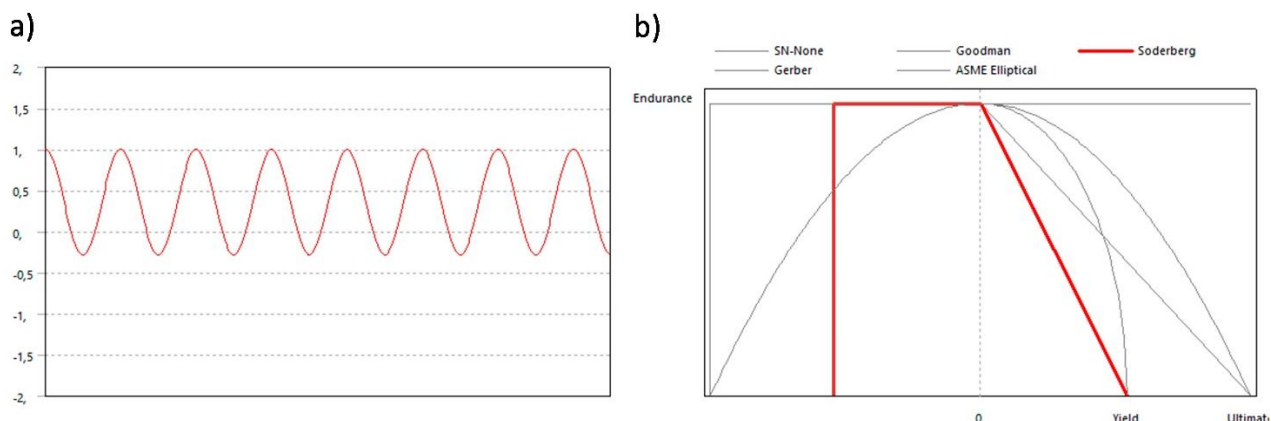 a)
2,
1,5
1,
0,5
0,
-0,5
-1,
-1,5
-2,
b)
SN-None Goodman Soderberg
Gerber ASME Elliptical
Endurance
0 Yield Ultimat